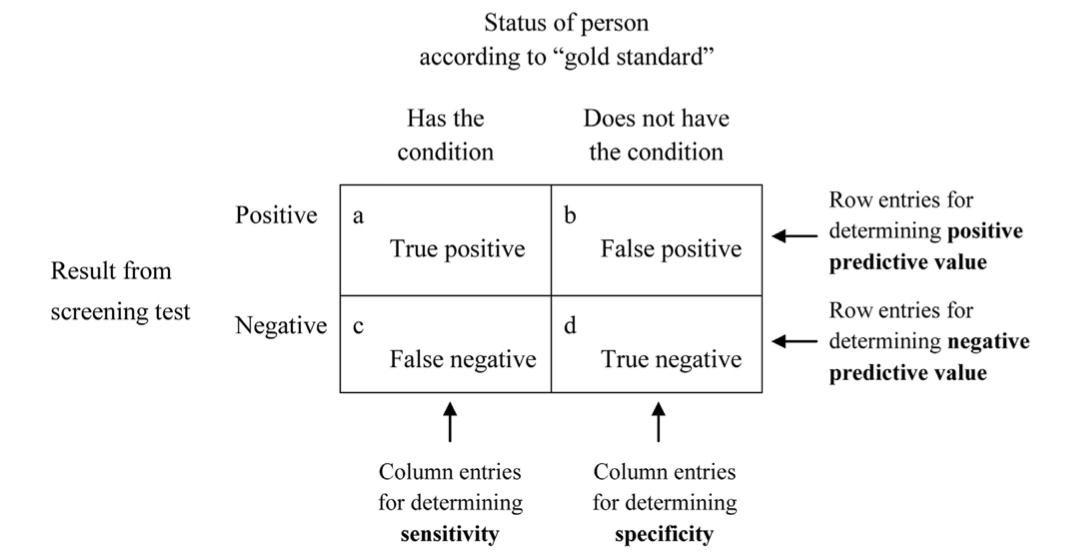 Status of person
according to “gold standard”
Has the
condition
Does not have
the condition
Result from
screening test
Positive
a
True positive
b
False positive
Row entries for
determining positive
predictive value
Negative
c
False negative
d
True negative
Row entries for
determining negative
predictive value
Column entries
for determining
sensitivity
Column entries
for determining
specificity